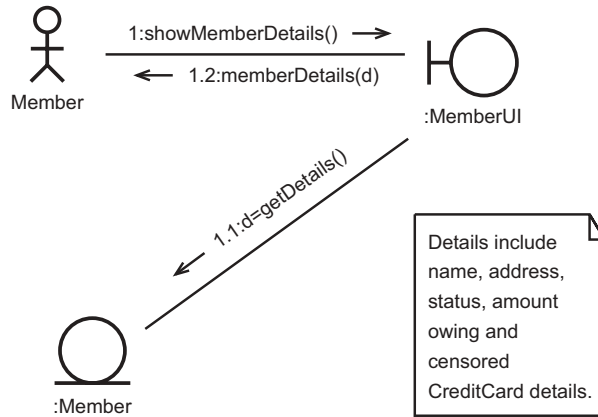 1:showMemberDetails()
1.2:memberDetails(d)
Member
:MemberUI
1.1:d=getDetails()
Details include
name, address,
status, amount
owing and
censored
CreditCard details.
:Member